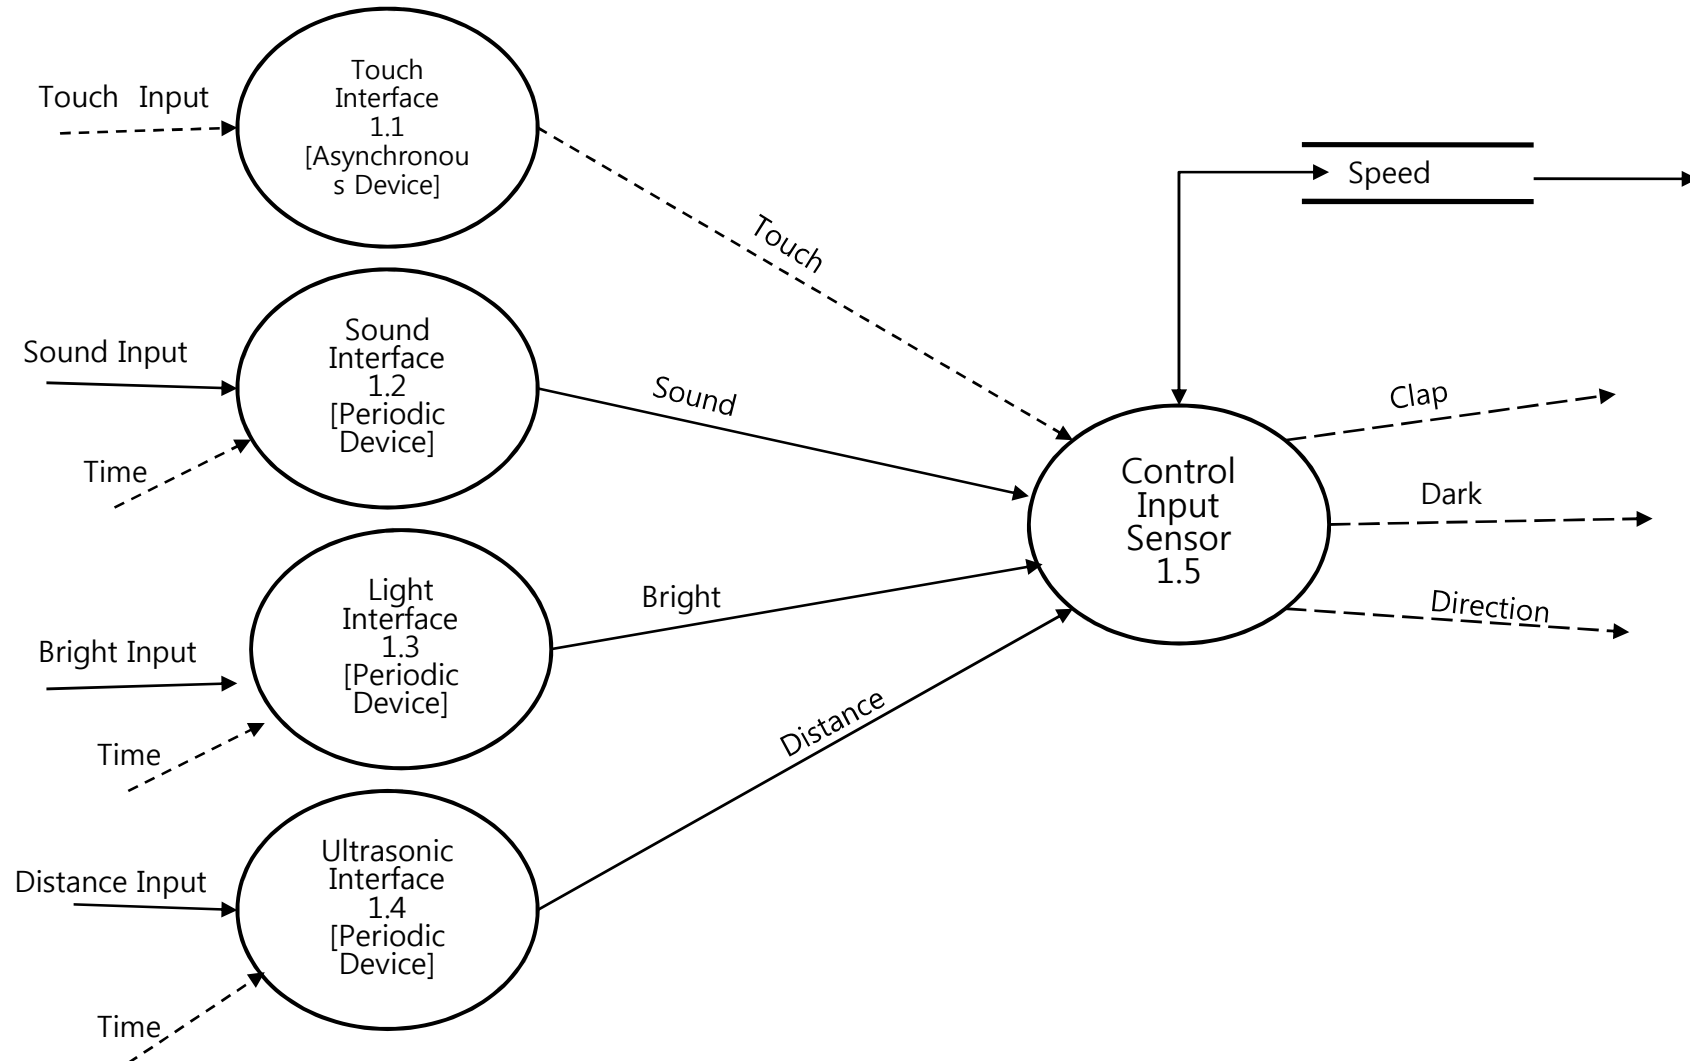 Touch Input
Touch
Interface
1.1
[Asynchronou
s Device]
Touch
Speed
Sound Input
Time
Sound
Interface
1.2
[Periodic
Device]
Sound
Clap
Dark
Direction
Control
Input
Sensor
1.5
Bright Input
Time
Light
Interface
1.3
[Periodic
Device]
Bright
Distance Input
Time
Ultrasonic
Interface
1.4
[Periodic
Device]
Distance